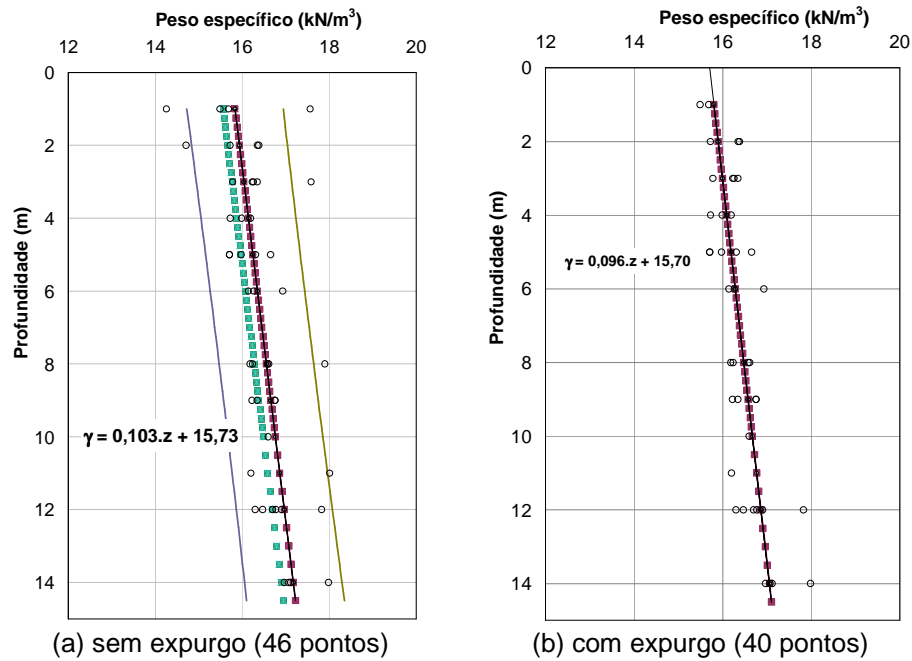 Peso específico (kN/m³)
12 14 16 18 20
0
2
4
6
8
10
12
14
Profundidade (m)
γ = 0,103.z + 15,73
(a) sem expurgo (46 pontos)
Peso específico (kN/m³)
12 14 16 18 20
0
2
4
6
8
10
12
14
Profundidade (m)
γ = 0,096.z + 15,70
(b) com expurgo (40 pontos)